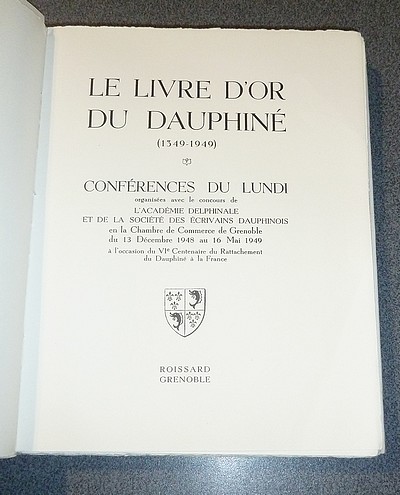 LE LIVRE D'OR
DU DAUPHINÉ
(1349-1949)
CONFÉRENCES DU LUNDI
organisées avec le concours de
L'ACADÉMIE DELPHINALE
ET DE LA SOCIÉTÉ DES ÉCRIVAINS DAUPHINOIS
en la Chambre de Commerce de Grenoble
du 13 Décembre 1948 au 16 Mai 1949
à l'occasion du VIe Centenaire du Rattachement
du Dauphiné à la France
ROISSARD
GRENOBLE